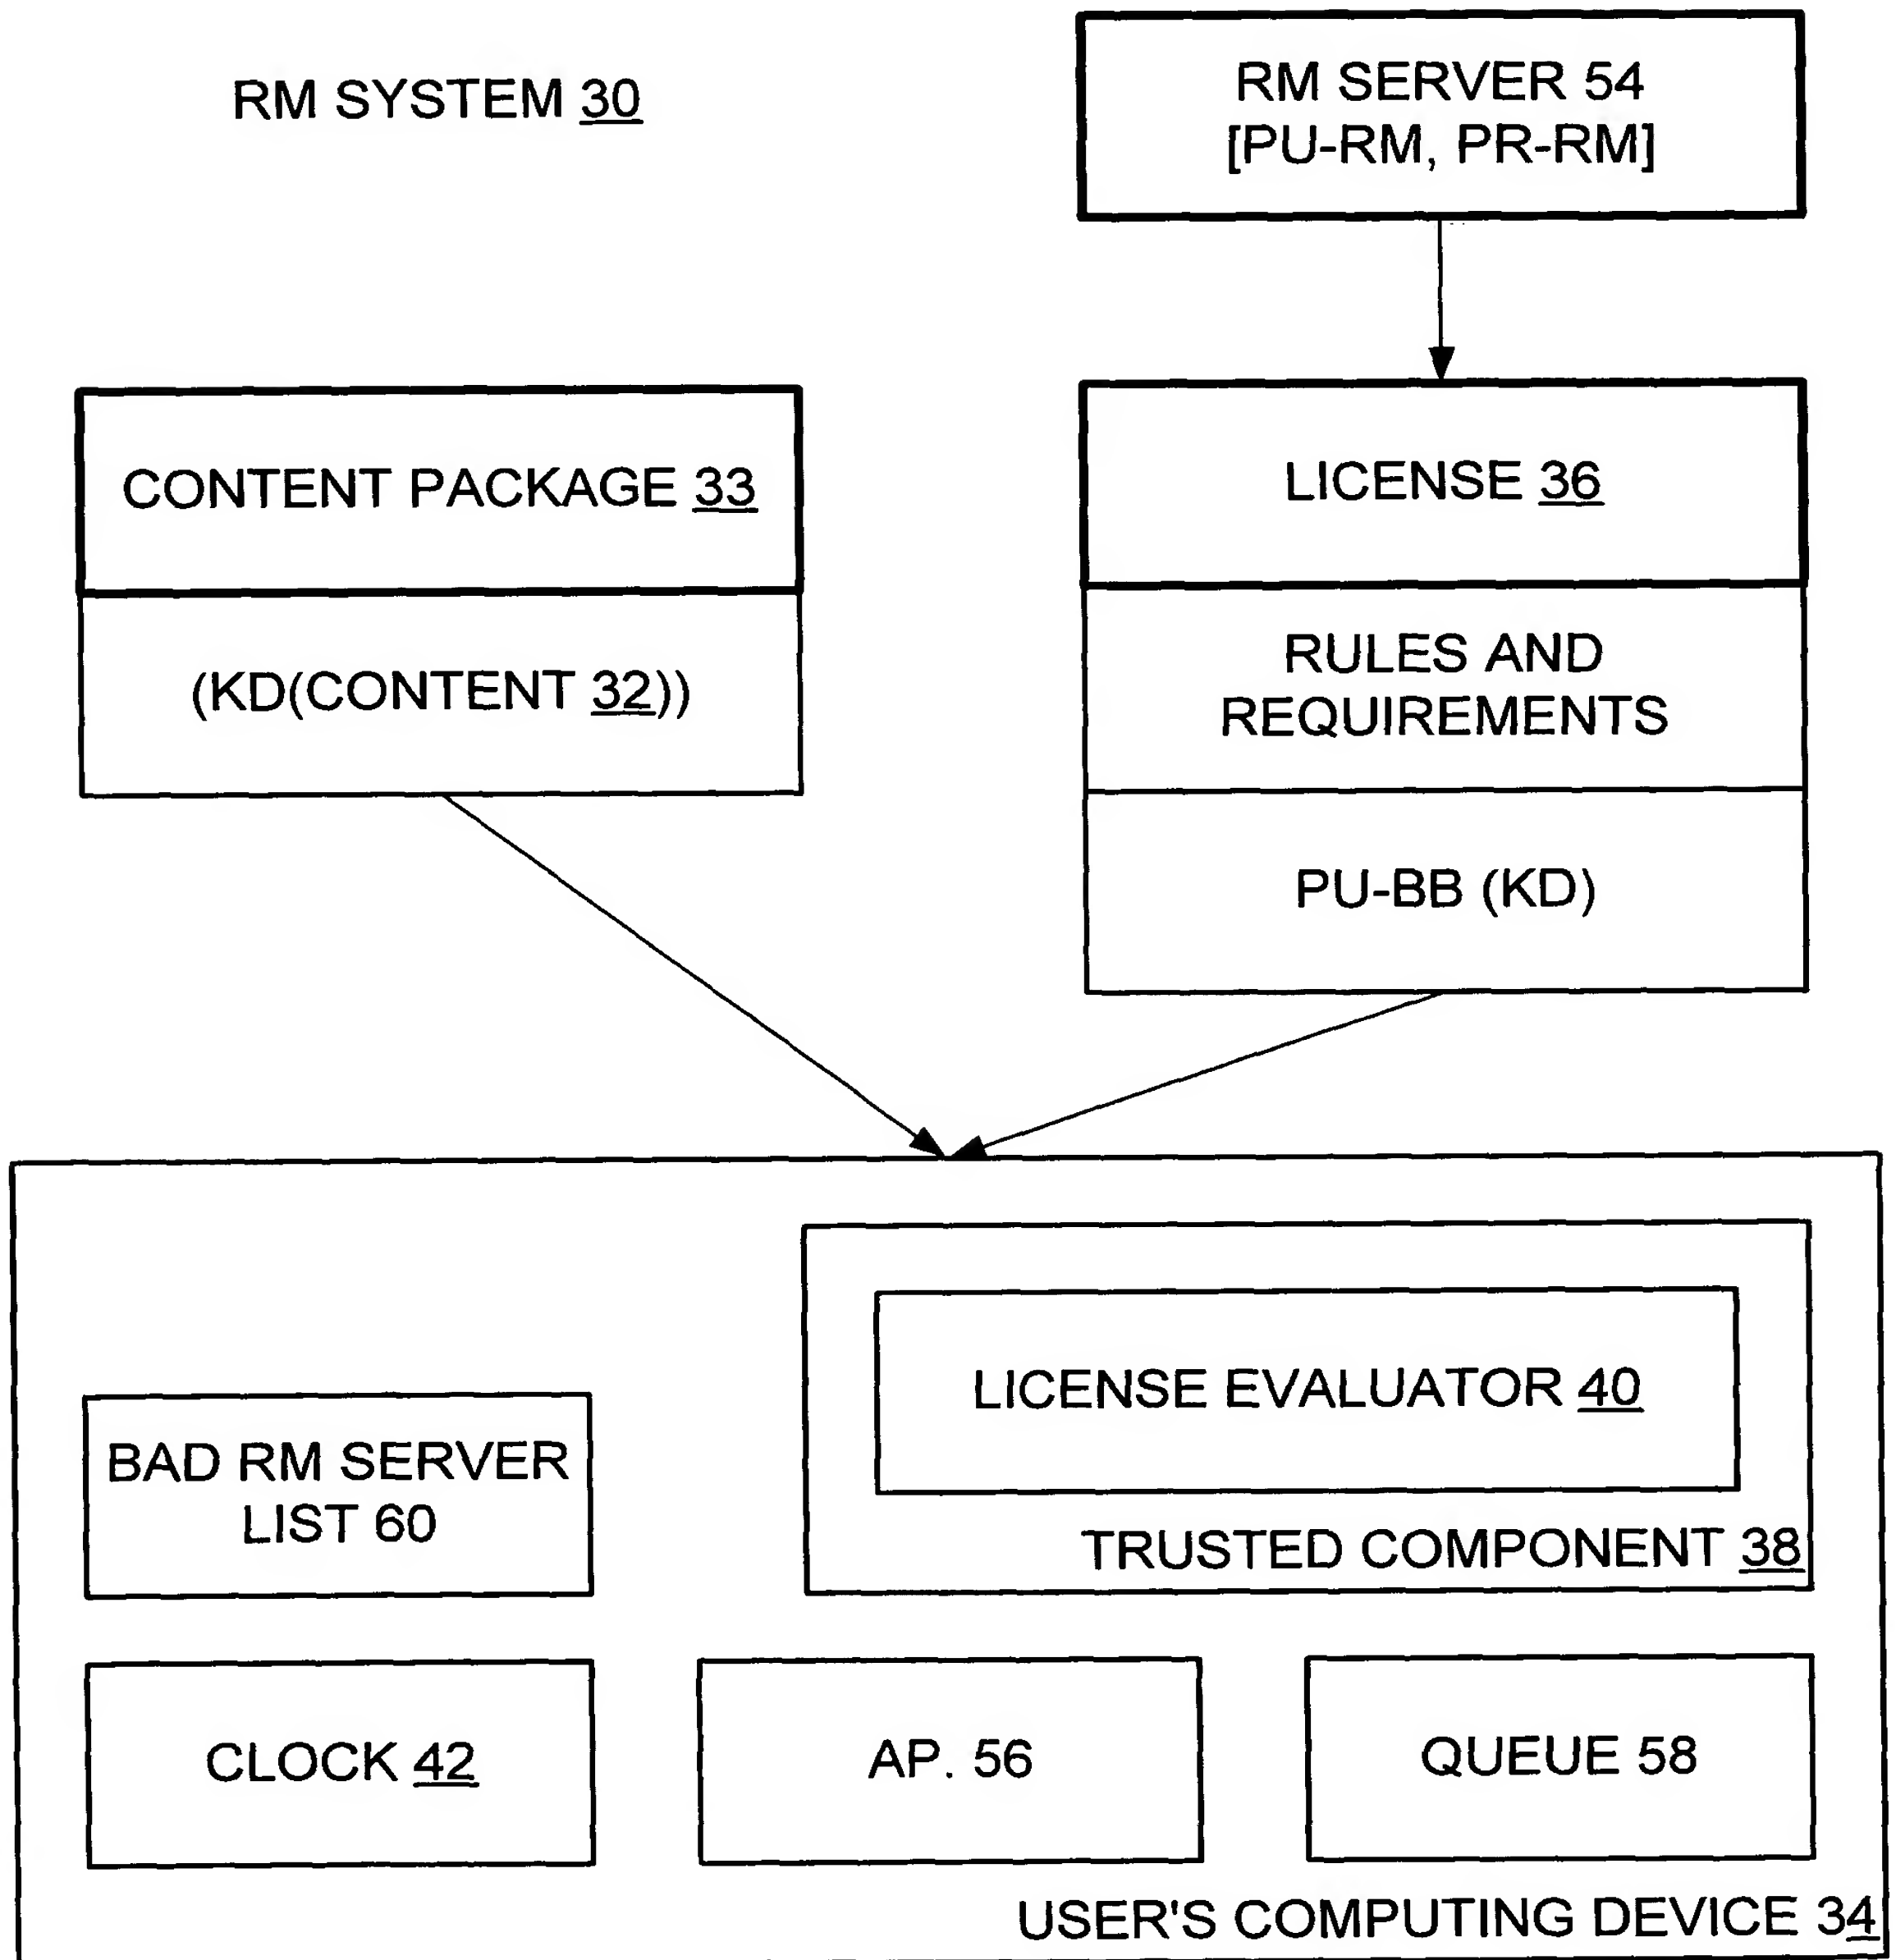 RM SYSTEM 30
RM SERVER 54
[PU-RM, PR-RM]
CONTENT PACKAGE 33
(KD(CONTENT 32))
LICENSE 36
RULES AND
REQUIREMENTS
PU-BB (KD)
LICENSE EVALUATOR 40
TRUSTED COMPONENT 38
BAD RM SERVER
LIST 60
CLOCK 42
AP. 56
QUEUE 58
USER'S COMPUTING DEVICE 34